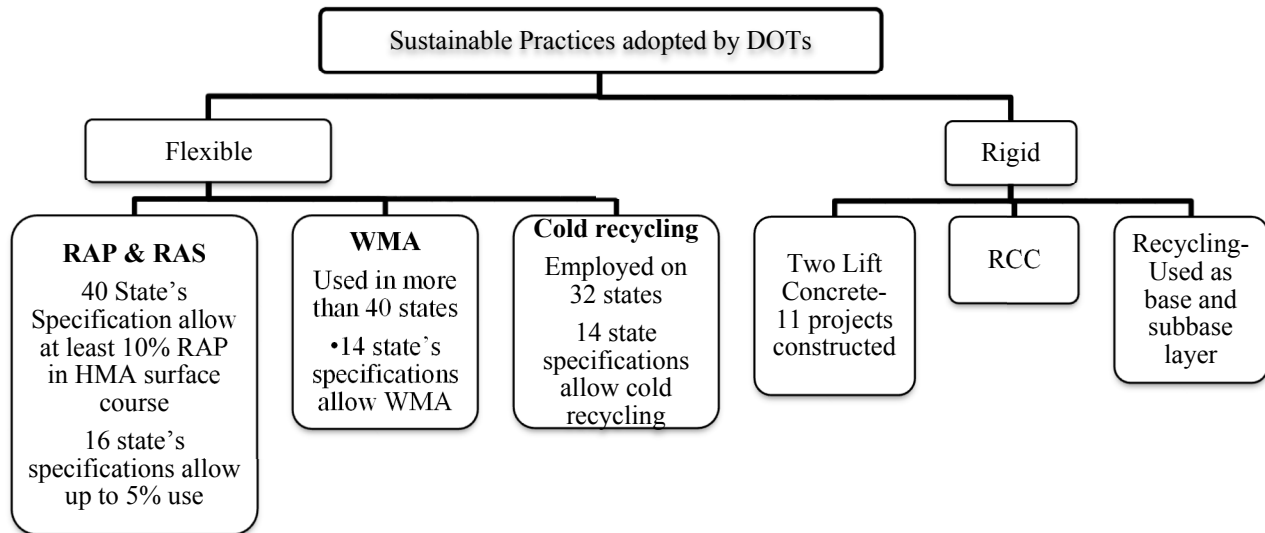 Sustainable Practices adopted by DOTs
Flexible
Rigid
RAP & RAS
40 State’s
Specification allow
at least 10% RAP
in HMA surface
course
16 state’s
specifications allow
up to 5% use
WMA
Used in more
than 40 states
•14 state’s
specifications
allow WMA
Cold recycling
Employed on
32 states
14 state
specifications
allow cold
recycling
Two Lift
Concrete-
11 projects
constructed
RCC
Recycling-
Used as
base and
subbase
layer